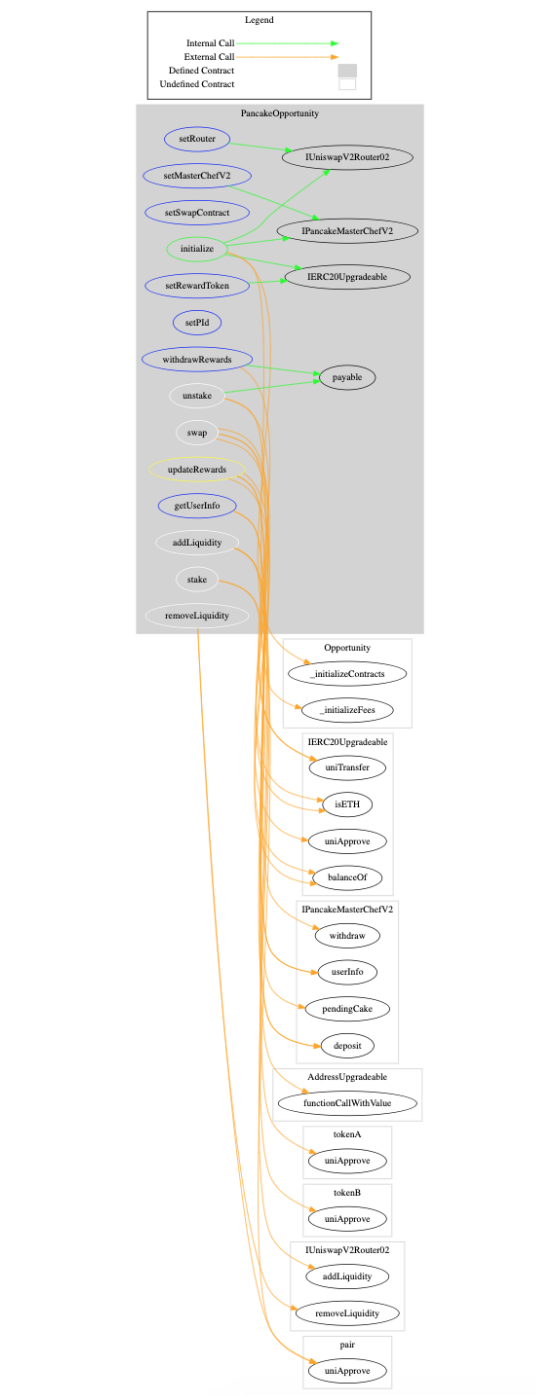 Legend
Internal Call
External Call
Defined Contract
Undefined Contract
PancakeOpportunity
setRouter
IUniswapV2Router02
setMasterChefV2
setSwapContract
IPancakeMasterChefV2
initialize
IERC20Upgradeable
setRewardToken
setPId
withdrawRewards
payable
unstake
swap
updateRewards
getUserInfo
addLiquidity
stake
removeLiquidity
Opportunity
_initializeContracts
_initializeFees
IERC20Upgradeable
uniTransfer
isETH
uniApprove
balanceOf
IPancakeMasterChefV2
withdraw
userInfo
pendingCake
deposit
AddressUpgradeable
functionCallWithValue
tokenA
uniApprove
tokenB
uniApprove
IUniswapV2Router02
addLiquidity
removeLiquidity
pair
uniApprove